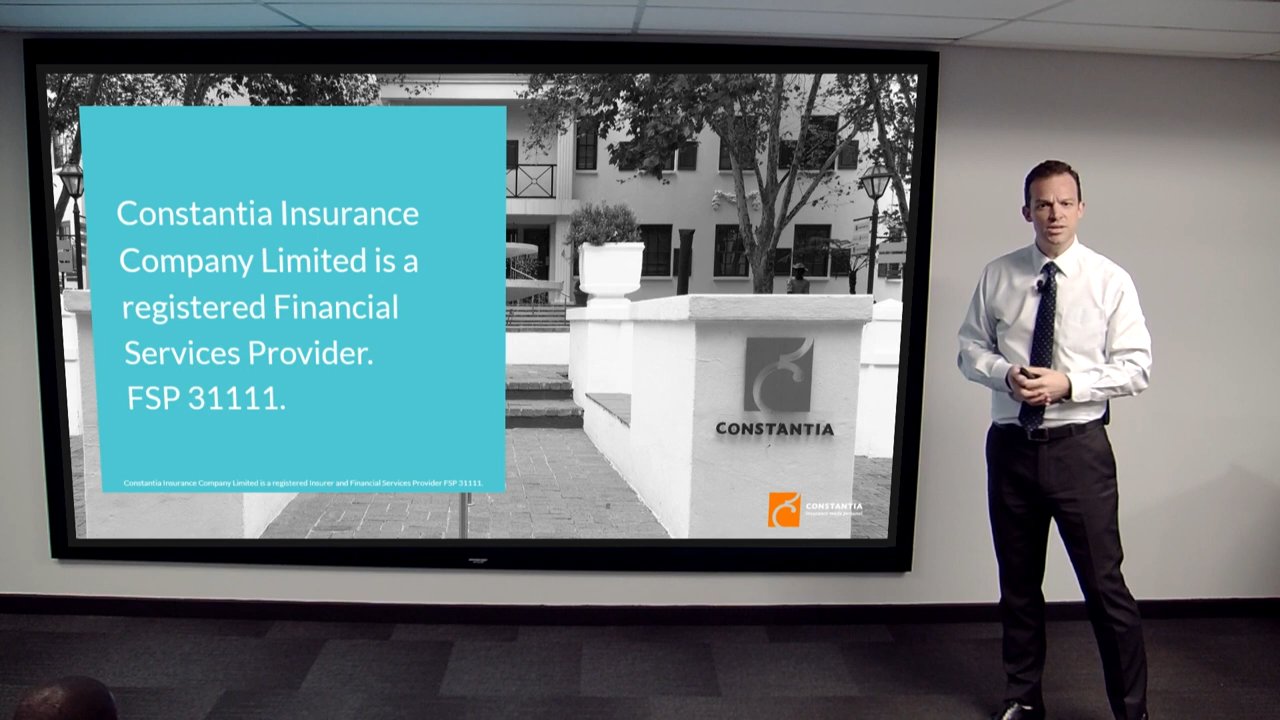 Constantia Insurance
Company Limited is a
registered Financial
Services Provider.
FSP 31111.
Constantia Insurance Company Limited is a registered Insurer and Financial Services Provider FSP 31111.
CONSTANTIA
CONSTANTIA